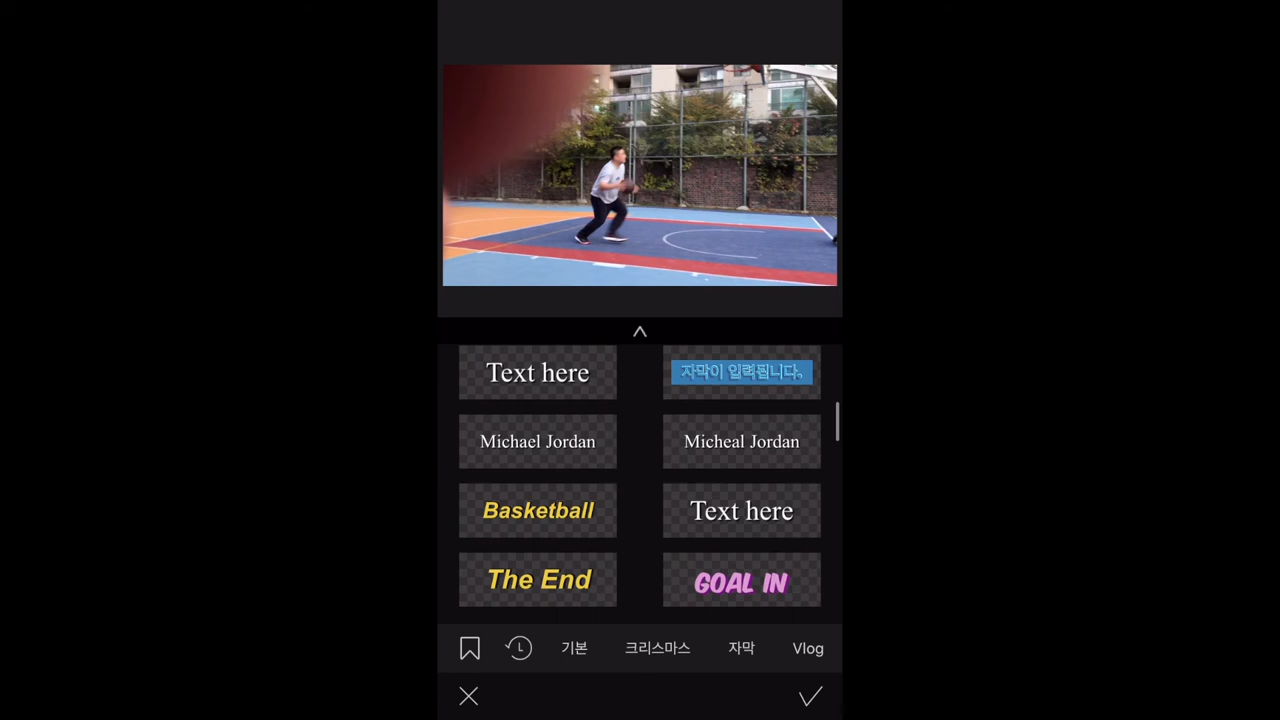 Text here
자막이 입력됩니다.
Michael Jordan
Micheal Jordan
Basketball
Text here
The End
GOAL IN
기본
크리스마스
자막
Vlog